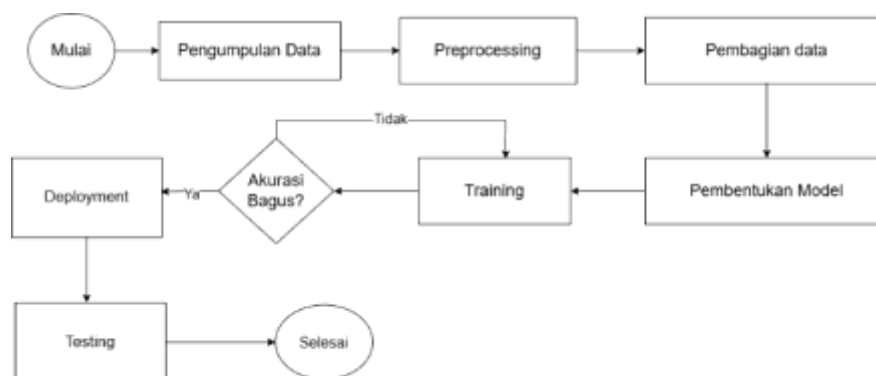 Mulai
Pengumpulan Data
Preprocessing
Pembagian data
Tidak
Deployment
Ya
Akurasi
Bagus?
Training
Pembentukan Model
Testing
Selesai